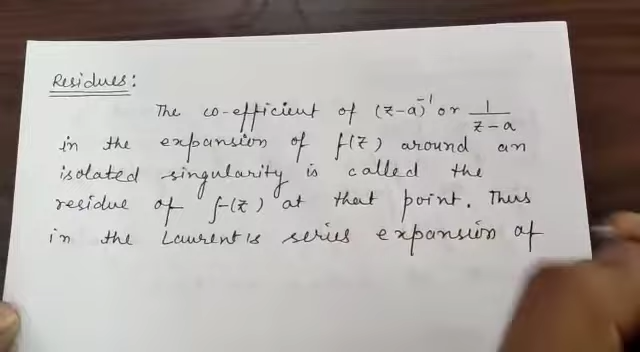 Residues:
The co-efficient of (z-a)⁻¹ or 1/(z-a)
in the expansion of f(z) around an
isolated singularity is called the
residue of f(z) at that point. Thus
in the Laurent's series expansion of